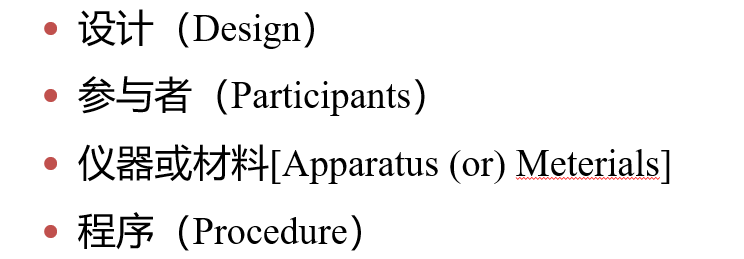 • 设计（Design）
• 参与者（Participants）
• 仪器或材料[Apparatus (or) Meterials]
• 程序（Procedure）